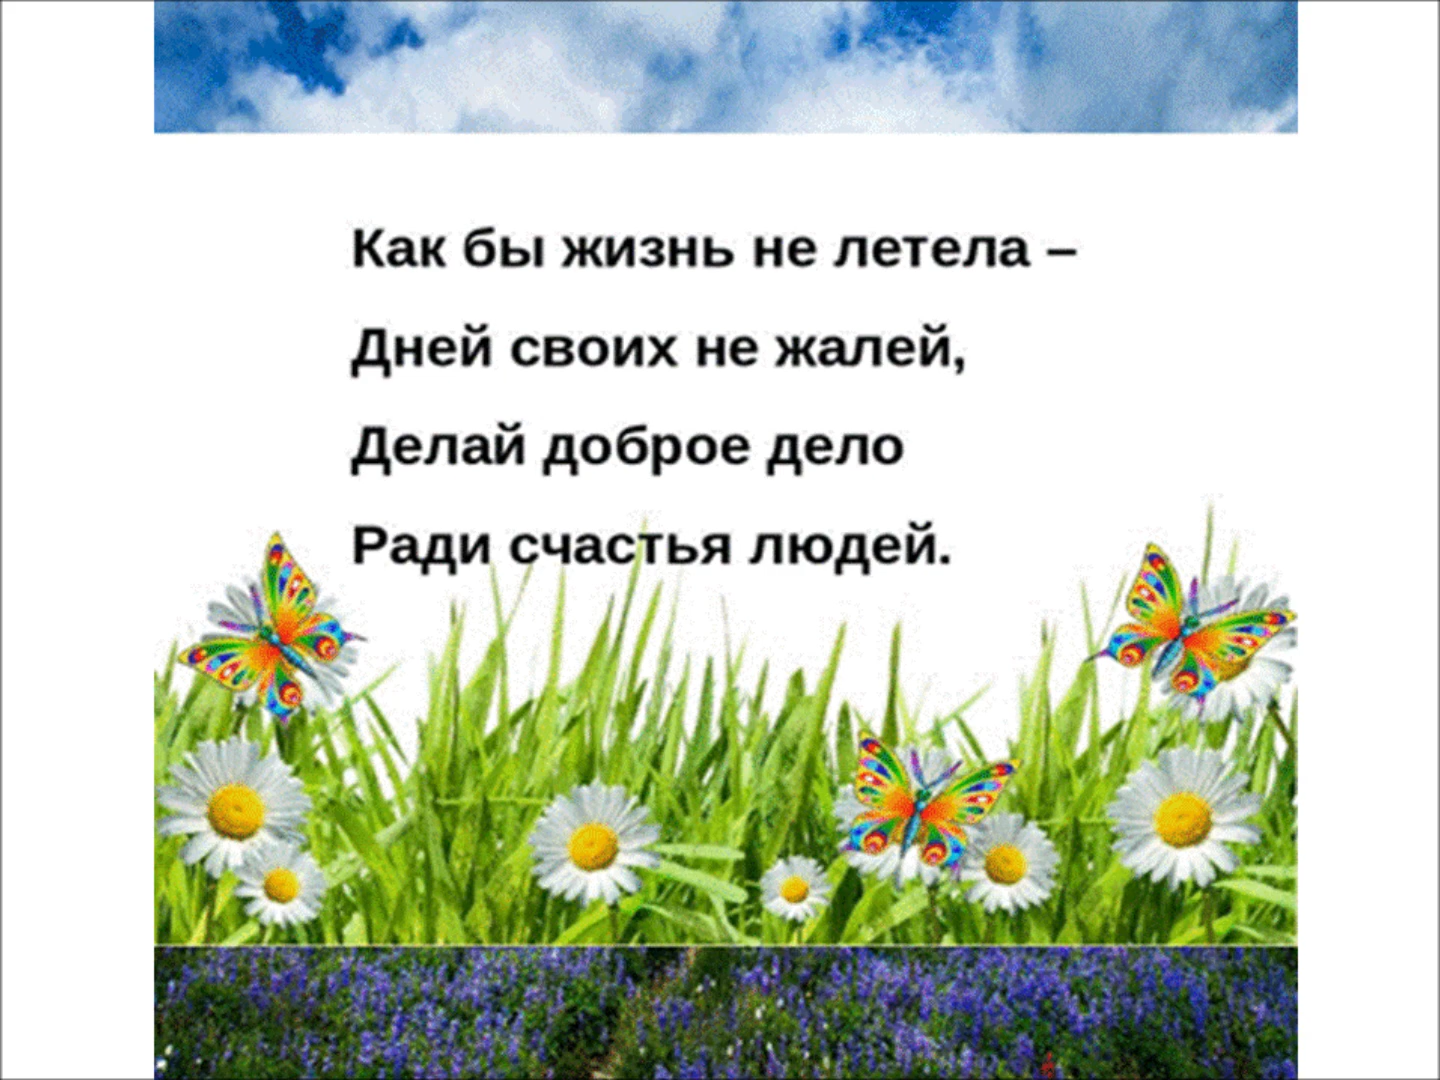 Как бы жизнь не летела –
Дней своих не жалей,
Делай доброе дело
Ради счастья людей.